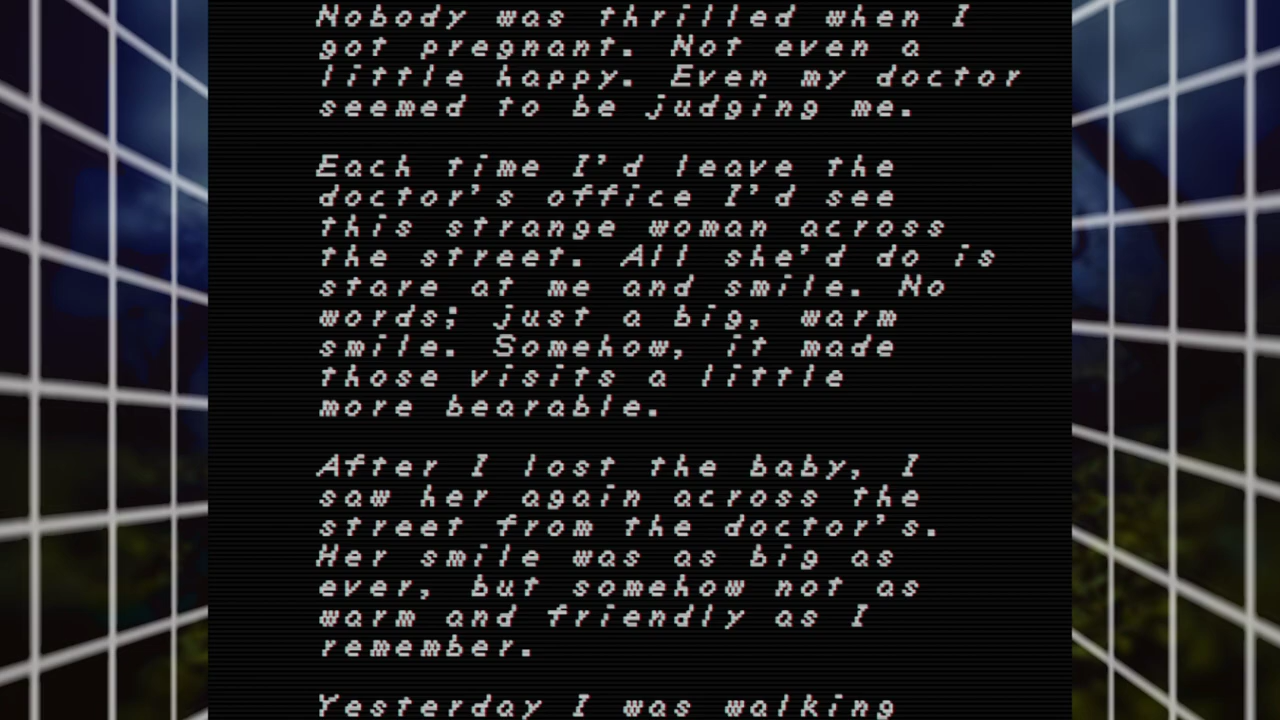 Nobody was thrilled when I
got pregnant. Not even a
little happy. Even my doctor
seemed to be judging me.
Each time I'd leave the
doctor's office I'd see
this strange woman across
the street. All she'd do is
stare at me and smile. No
words; just a big, warm
smile. Somehow, it made
those visits a little
more bearable.
After I lost the baby, I
saw her again across the
street from the doctor's.
Her smile was as big as
ever, but somehow not as
warm and friendly as I
remember.
Yesterday I was walking